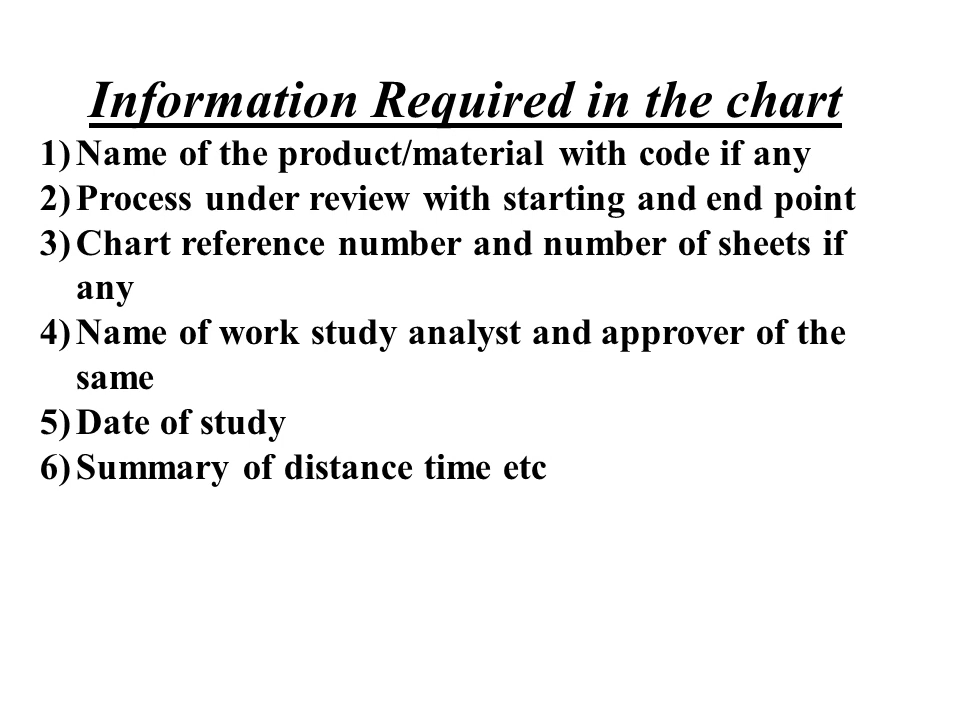 Information Required in the chart
1) Name of the product/material with code if any
2) Process under review with starting and end point
3) Chart reference number and number of sheets if
any
4) Name of work study analyst and approver of the
same
5) Date of study
6) Summary of distance time etc